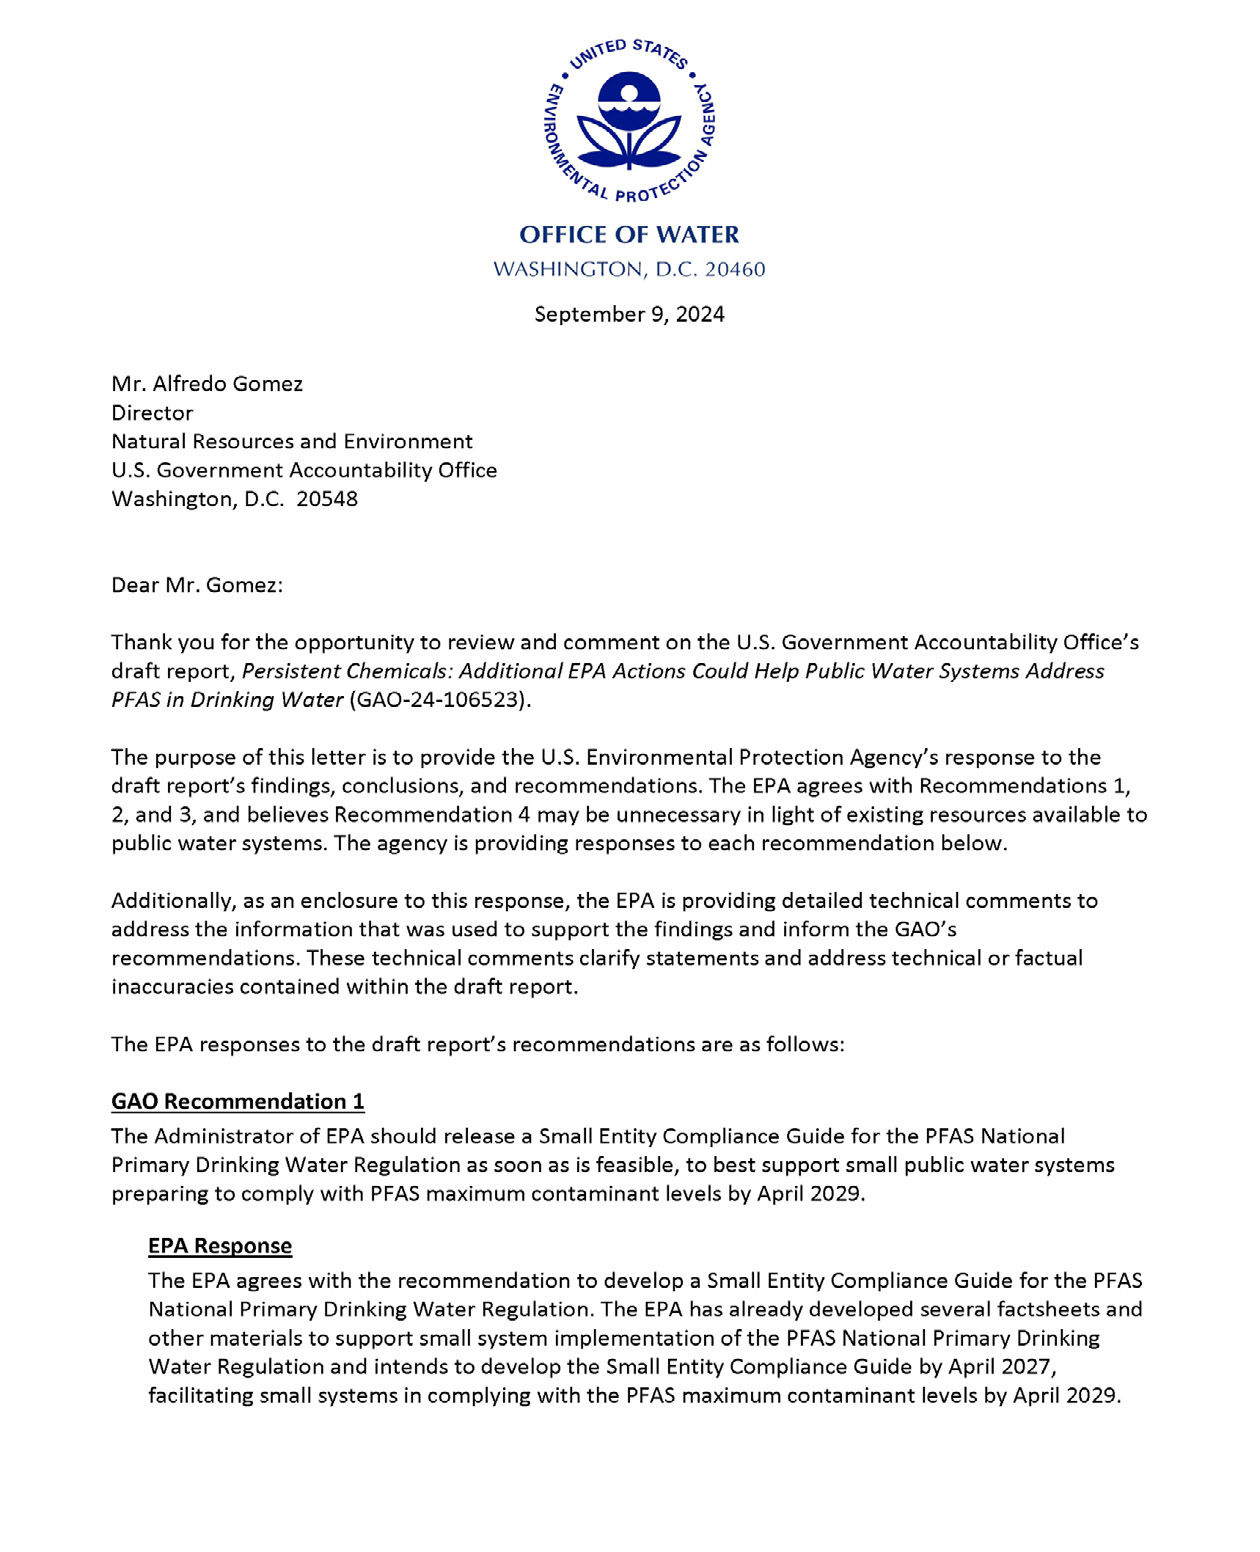 UNITED STATES
ENVIRONMENTAL PROTECTION AGENCY
OFFICE OF WATER
WASHINGTON, D.C. 20460
September 9, 2024
Mr. Alfredo Gomez
Director
Natural Resources and Environment
U.S. Government Accountability Office
Washington, D.C.  20548
Dear Mr. Gomez:
Thank you for the opportunity to review and comment on the U.S. Government Accountability Office’s
draft report, Persistent Chemicals: Additional EPA Actions Could Help Public Water Systems Address
PFAS in Drinking Water (GAO-24-106523).
The purpose of this letter is to provide the U.S. Environmental Protection Agency’s response to the
draft report’s findings, conclusions, and recommendations. The EPA agrees with Recommendations 1,
2, and 3, and believes Recommendation 4 may be unnecessary in light of existing resources available to
public water systems. The agency is providing responses to each recommendation below.
Additionally, as an enclosure to this response, the EPA is providing detailed technical comments to
address the information that was used to support the findings and inform the GAO’s
recommendations. These technical comments clarify statements and address technical or factual
inaccuracies contained within the draft report.
The EPA responses to the draft report’s recommendations are as follows:
GAO Recommendation 1
The Administrator of EPA should release a Small Entity Compliance Guide for the PFAS National
Primary Drinking Water Regulation as soon as is feasible, to best support small public water systems
preparing to comply with PFAS maximum contaminant levels by April 2029.
EPA Response
The EPA agrees with the recommendation to develop a Small Entity Compliance Guide for the PFAS
National Primary Drinking Water Regulation. The EPA has already developed several factsheets and
other materials to support small system implementation of the PFAS National Primary Drinking
Water Regulation and intends to develop the Small Entity Compliance Guide by April 2027,
facilitating small systems in complying with the PFAS maximum contaminant levels by April 2029.